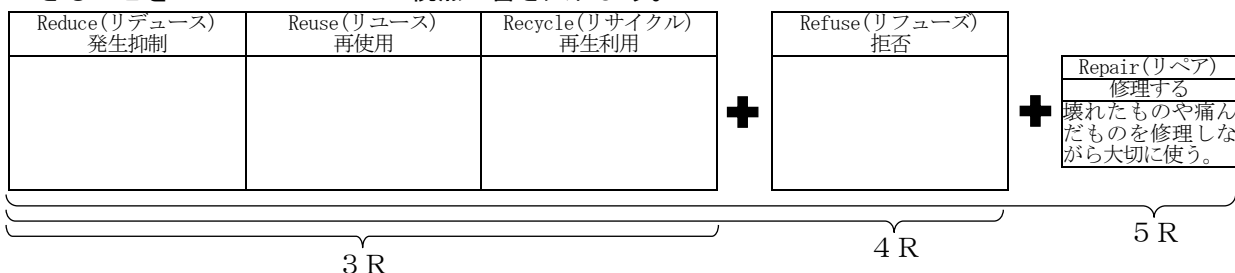 Reduce(リデュース)
発生抑制
Reuse(リユース)
再使用
Recycle(リサイクル)
再生利用
Refuse(リフューズ)
拒否
Repair(リペア)
修理する
壊れたものや痛ん
だものを修理しな
がら大切に使う。
3R
4R
5R